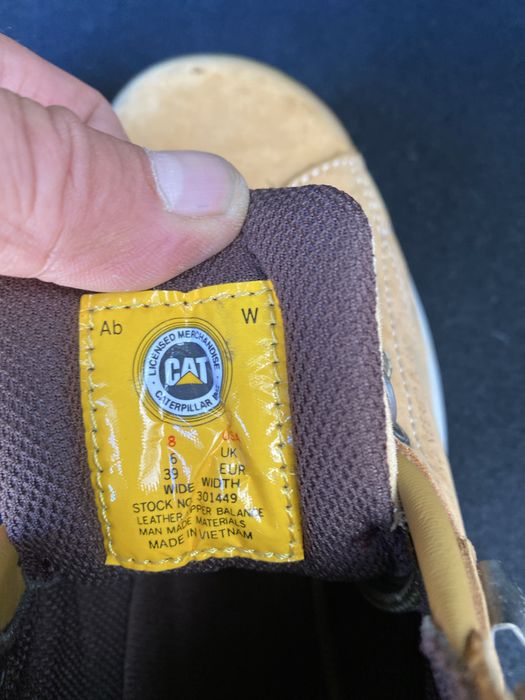 Ab W
LICENSED MERCHANDISE
CAT
CATERPILLAR INC.
8 USA
6 UK
39 EUR
WIDE WIDTH
STOCK NO. 301449
LEATHER UPPER BALANCE
MAN MADE MATERIALS
MADE IN VIETNAM